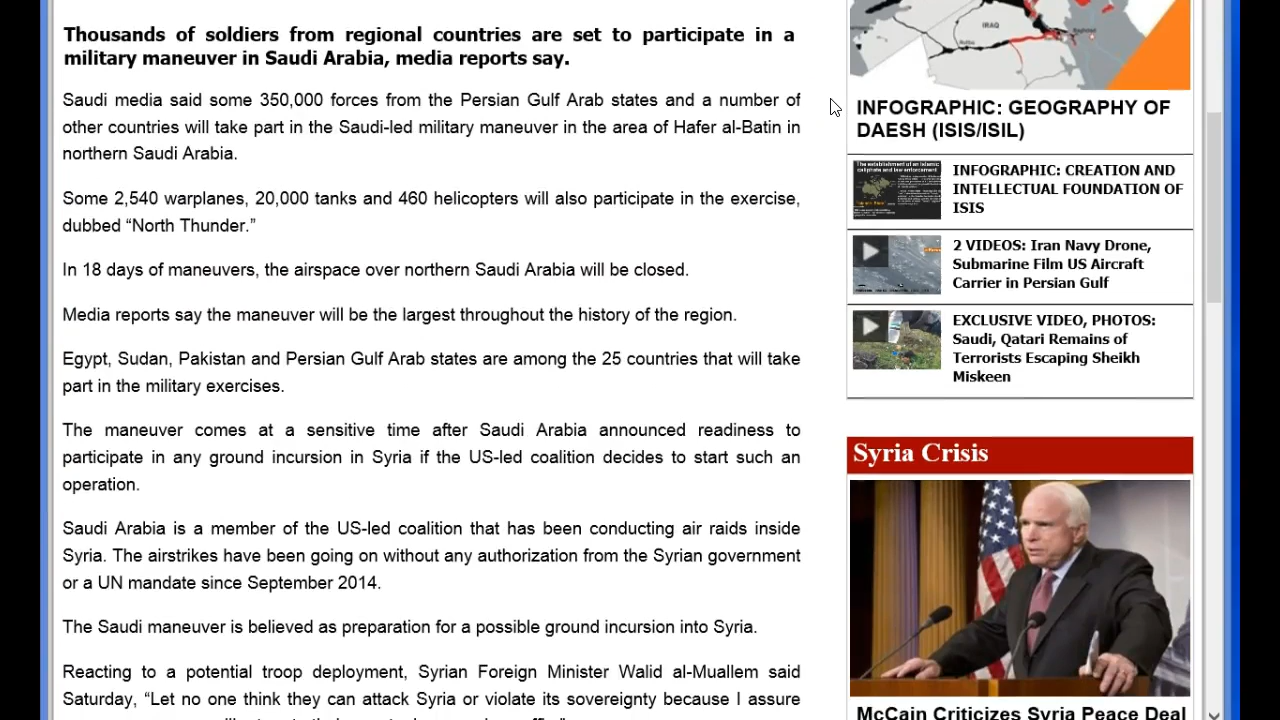 Thousands of soldiers from regional countries are set to participate in a
military maneuver in Saudi Arabia, media reports say.
Saudi media said some 350,000 forces from the Persian Gulf Arab states and a number of
other countries will take part in the Saudi-led military maneuver in the area of Hafer al-Batin in
northern Saudi Arabia.
Some 2,540 warplanes, 20,000 tanks and 460 helicopters will also participate in the exercise,
dubbed “North Thunder.”
In 18 days of maneuvers, the airspace over northern Saudi Arabia will be closed.
Media reports say the maneuver will be the largest throughout the history of the region.
Egypt, Sudan, Pakistan and Persian Gulf Arab states are among the 25 countries that will take
part in the military exercises.
The maneuver comes at a sensitive time after Saudi Arabia announced readiness to
participate in any ground incursion in Syria if the US-led coalition decides to start such an
operation.
Saudi Arabia is a member of the US-led coalition that has been conducting air raids inside
Syria. The airstrikes have been going on without any authorization from the Syrian government
or a UN mandate since September 2014.
The Saudi maneuver is believed as preparation for a possible ground incursion into Syria.
Reacting to a potential troop deployment, Syrian Foreign Minister Walid al-Muallem said
Saturday, “Let no one think they can attack Syria or violate its sovereignty because I assure
IRAQ
INFOGRAPHIC: GEOGRAPHY OF
DAESH (ISIS/ISIL)
The establishment of an Islamic
caliphate and law enforcement
INFOGRAPHIC: CREATION AND
INTELLECTUAL FOUNDATION OF
ISIS
2 VIDEOS: Iran Navy Drone,
Submarine Film US Aircraft
Carrier in Persian Gulf
EXCLUSIVE VIDEO, PHOTOS:
Saudi, Qatari Remains of
Terrorists Escaping Sheikh
Miskeen
Syria Crisis
McCain Criticizes Syria Peace Deal